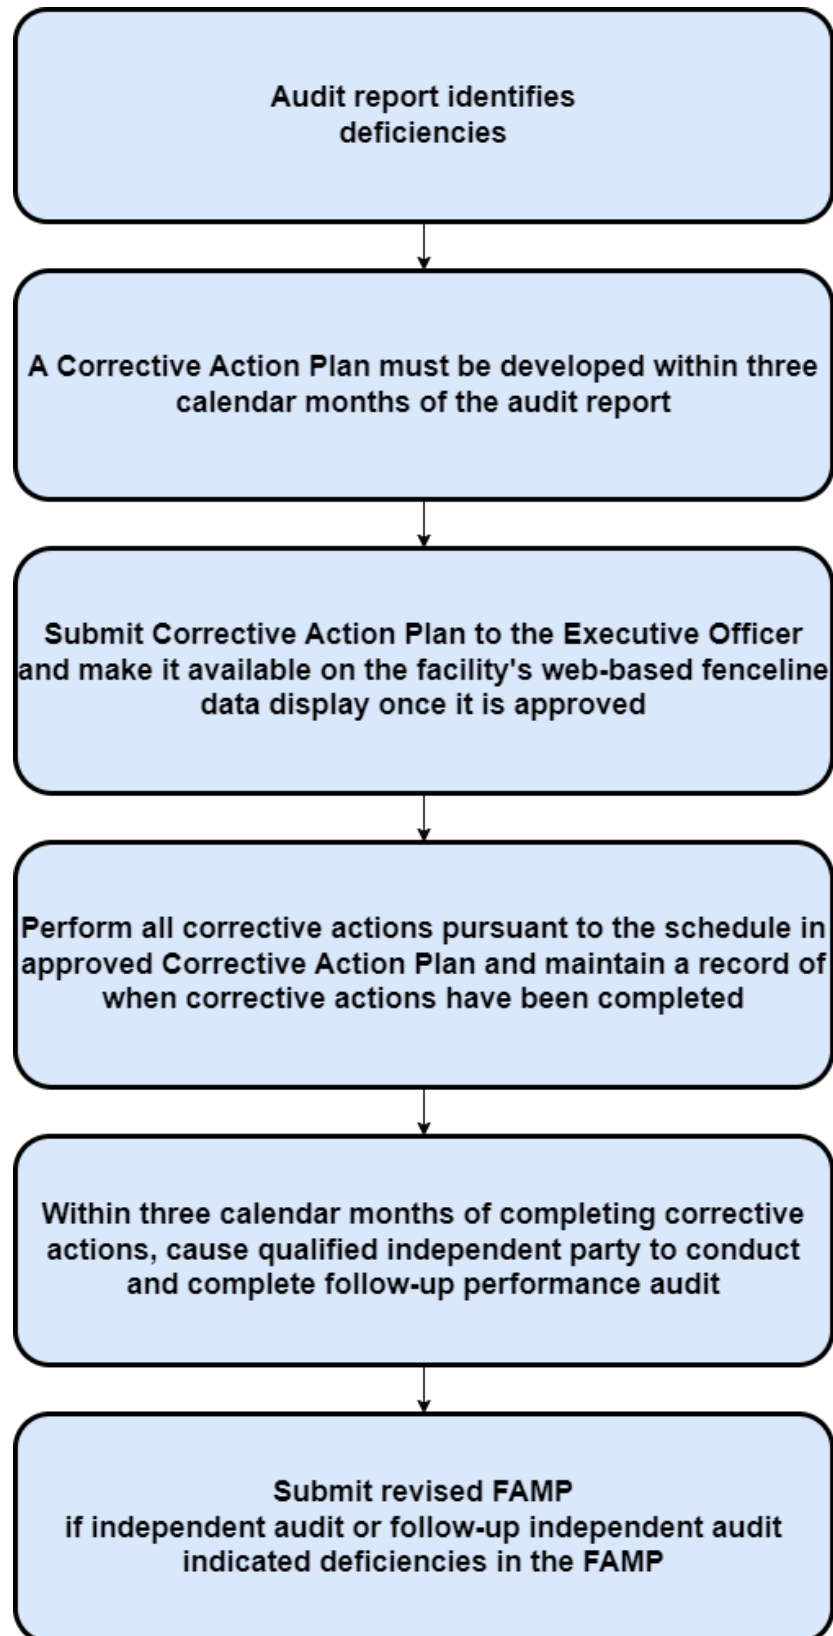 Audit report identifies
deficiencies
A Corrective Action Plan must be developed within three
calendar months of the audit report
Submit Corrective Action Plan to the Executive Officer
and make it available on the facility's web-based fenceline
data display once it is approved
Perform all corrective actions pursuant to the schedule in
approved Corrective Action Plan and maintain a record of
when corrective actions have been completed
Within three calendar months of completing corrective
actions, cause qualified independent party to conduct
and complete follow-up performance audit
Submit revised FAMP
if independent audit or follow-up independent audit
indicated deficiencies in the FAMP